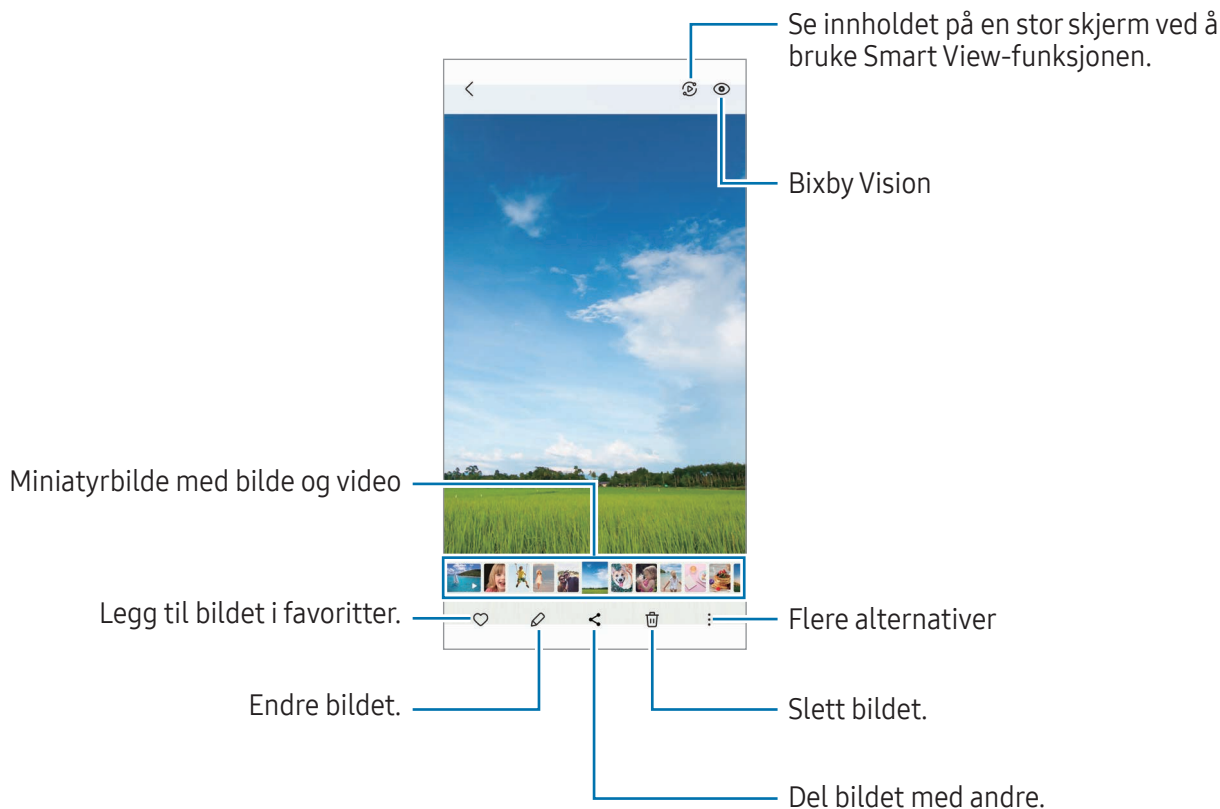 Se innholdet på en stor skjerm ved å
bruke Smart View-funksjonen.
Bixby Vision
Miniatyrbilde med bilde og video
Legg til bildet i favoritter.
Flere alternativer
Endre bildet.
Slett bildet.
Del bildet med andre.